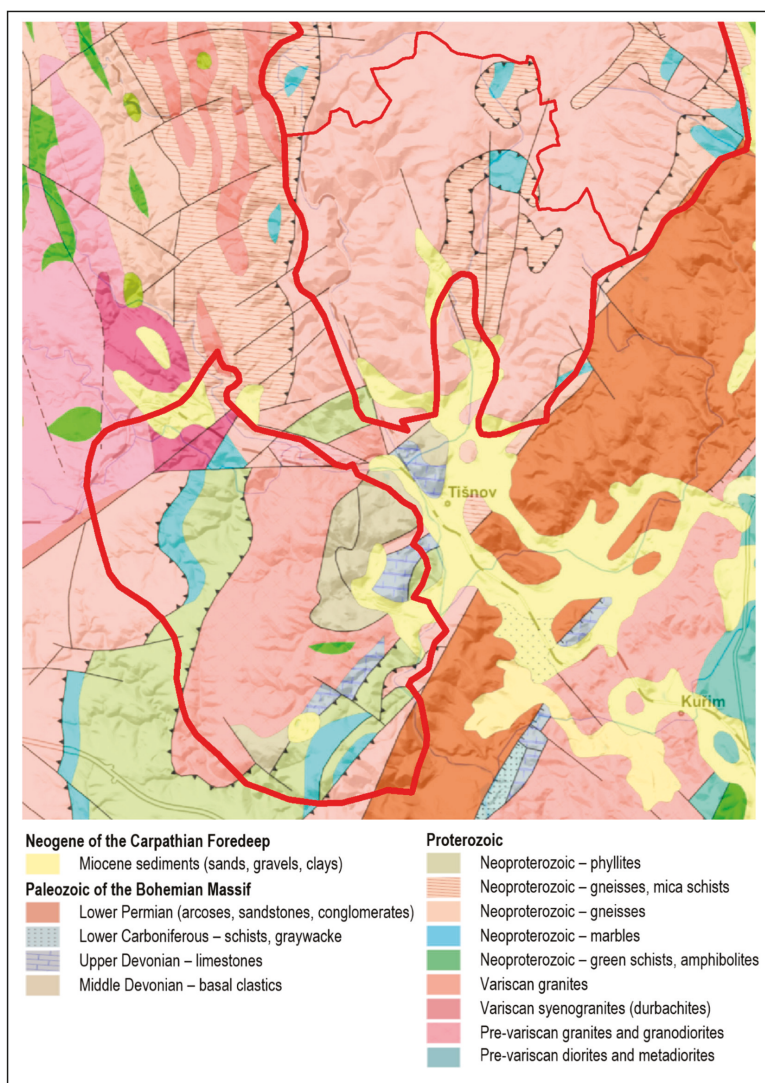 Tišnov
Kuřim
Neogene of the Carpathian Foredeep
Miocene sediments (sands, gravels, clays)
Paleozoic of the Bohemian Massif
Lower Permian (arcoses, sandstones, conglomerates)
Lower Carboniferous – schists, graywacke
Upper Devonian – limestones
Middle Devonian – basal clastics
Proterozoic
Neoproterozoic – phyllites
Neoproterozoic – gneisses, mica schists
Neoproterozoic – gneisses
Neoproterozoic – marbles
Neoproterozoic – green schists, amphibolites
Variscan granites
Variscan syenogranites (durbachites)
Pre-variscan granites and granodiorites
Pre-variscan diorites and metadiorites